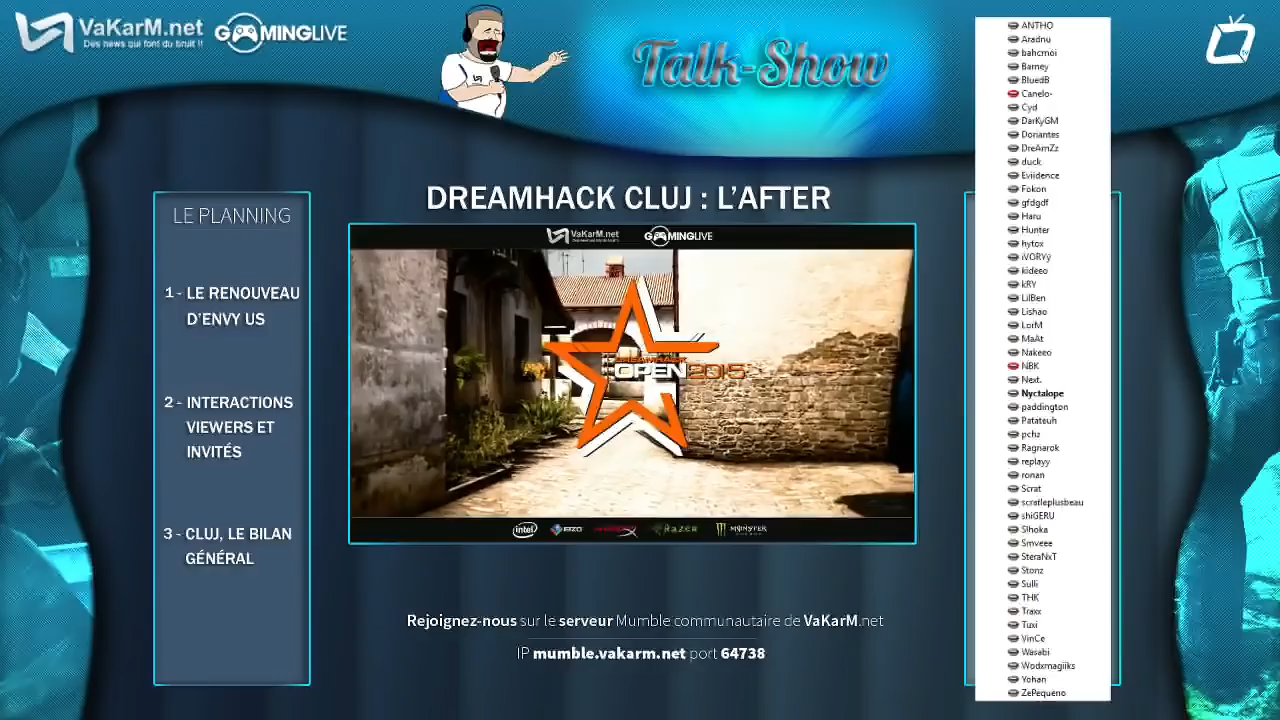 VaKarM.net
Des news qui font du bruit !!
GAMINGLIVE
Talk-Show
tv
DREAMHACK CLUJ : L'AFTER
LE PLANNING
1 - LE RENOUVEAU
D'ENVY US
2 - INTERACTIONS
VIEWERS ET
INVITÉS
3 - CLUJ, LE BILAN
GÉNÉRAL
VaKarM.net
GAMINGLIVE
DREAMHACK
OPEN2015
intel
RAZER
MONSTER
Rejoignez-nous sur le serveur Mumble communautaire de VaKarM.net
IP mumble.vakarm.net port 64738
ANTHO
Aradnu
bahcmoi
Barney
BluedB
Canelo-
Cyd
DarKyGM
Donantes
DreAmZz
duck
Eviidence
Fokon
gfdgdf
Haru
Hunter
hytox
iVORYy
kideeo
kRY
LilBen
Lishao
LorM
MaAt
Nakeeo
NBK
Next.
Nyctalope
paddington
Patateuh
pchz
Ragnarok
replayy
ronan
Scrat
scratleplusbeau
shiGERU
Slhoka
Smveee
SteraNxT
Stonz
Sulli
THK
Traxx
Tuxi
VinCe
Wasabi
Wodxmagiiks
Yohan
ZePequeno